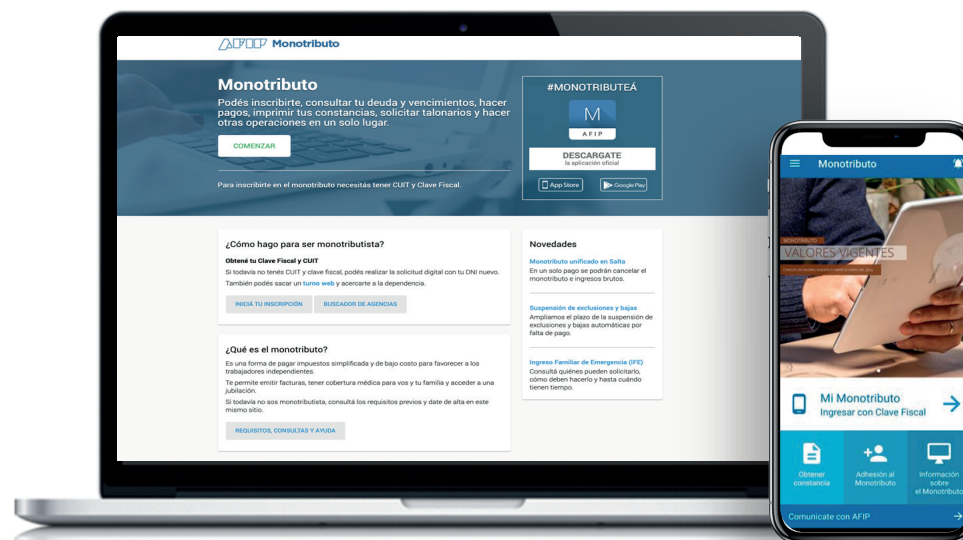 AFIP Monotributo
Monotributo
Podés inscribirte, consultar tu deuda y vencimientos, hacer
pagos, imprimir tus constancias, solicitar talonarios y hacer
otras operaciones en un solo lugar.
COMENZAR
Para inscribirte en el monotributo necesitás tener CUIT y Clave Fiscal.
#MONOTRIBUTEÁ
M
AFIP
DESCARGATE
la aplicación oficial
App Store
Google Play
¿Cómo hago para ser monotributista?
Obtené tu Clave Fiscal y CUIT
Si todavía no tenés CUIT y clave fiscal, podés realizar la solicitud digital con tu DNI nuevo.
También podés sacar un turno web y acercarte a la dependencia.
INICIÁ TU INSCRIPCIÓN
BUSCADOR DE AGENCIAS
¿Qué es el monotributo?
Es una forma de pagar impuestos simplificada y de bajo costo para favorecer a los
trabajadores independientes.
Te permite emitir facturas, tener cobertura médica para vos y tu familia y acceder a una
jubilación.
Si todavía no sos monotributista, consultá los requisitos previos y date de alta en este
mismo sitio.
REQUISITOS, CONSULTAS Y AYUDA
Novedades
Monotributo unificado en Salta
En un solo pago se podrán cancelar el
monotributo e ingresos brutos.
Suspensión de exclusiones y bajas
Ampliamos el plazo de la suspensión de
exclusiones y bajas automáticas por
falta de pago.
Ingreso Familiar de Emergencia (IFE)
Consultá quiénes pueden solicitarlo,
cómo deben hacerlo y hasta cuándo
tienen tiempo.
Monotributo
MONOTRIBUTO
VALORES VIGENTES
Mi Monotributo
Ingresar con Clave Fiscal
Obtener
constancia
Adhesión al
Monotributo
Información
sobre
el Monotributo
Comunicate con AFIP